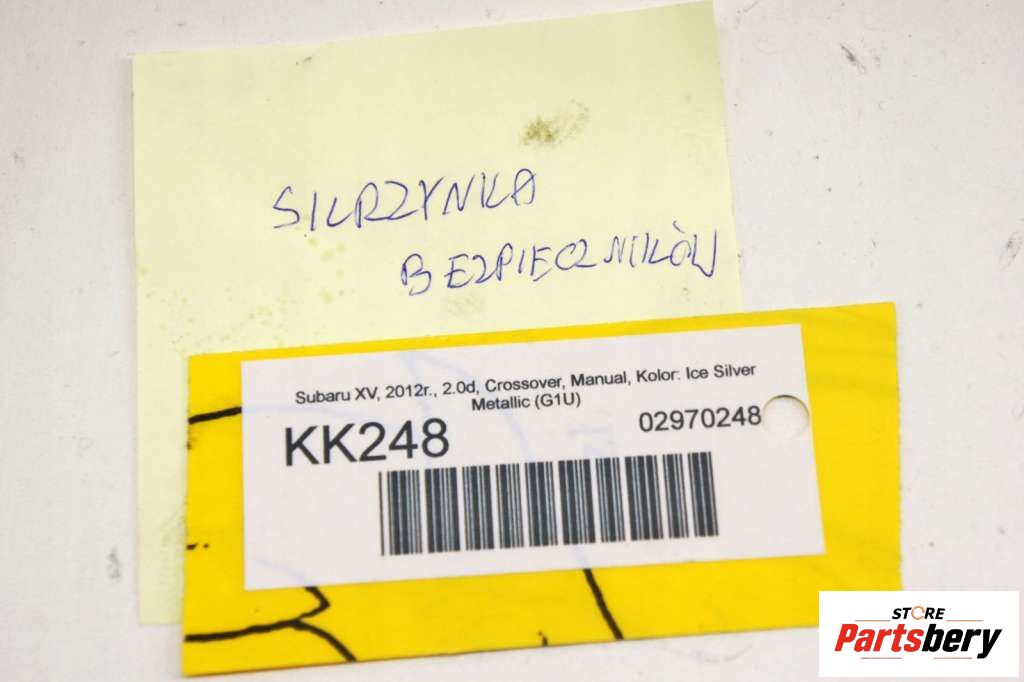 SKRZYNKA
BEZPIECZNIKÓW
Subaru XV, 2012r., 2.0d, Crossover, Manual, Kolor: Ice Silver
Metallic (G1U)
KK248
02970248
STORE
Partsbery